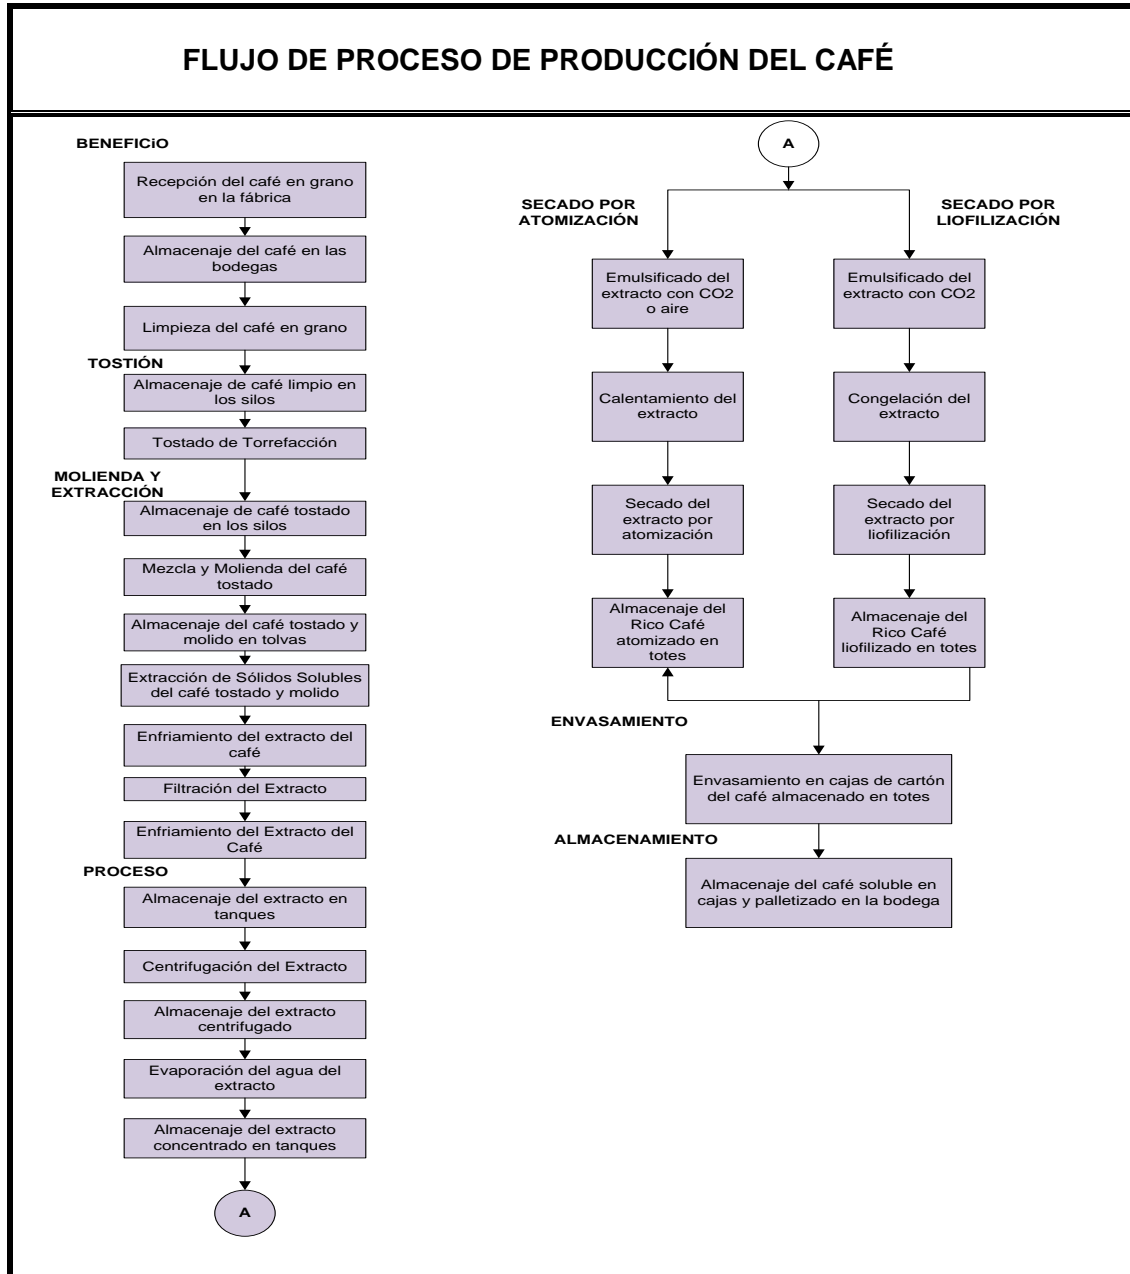 FLUJO DE PROCESO DE PRODUCCIÓN DEL CAFÉ
BENEFICiO
Recepción del café en grano
en la fábrica
Almacenaje del café en las
bodegas
Limpieza del café en grano
TOSTIÓN
Almacenaje de café limpio en
los silos
Tostado de Torrefacción
MOLIENDA Y
EXTRACCIÓN
Almacenaje de café tostado
en los silos
Mezcla y Molienda del café
tostado
Almacenaje del café tostado y
molido en tolvas
Extracción de Sólidos Solubles
del café tostado y molido
Enfriamiento del extracto del
café
Filtración del Extracto
Enfriamiento del Extracto del
Café
PROCESO
Almacenaje del extracto en
tanques
Centrifugación del Extracto
Almacenaje del extracto
centrifugado
Evaporación del agua del
extracto
Almacenaje del extracto
concentrado en tanques
A
A
SECADO POR
ATOMIZACIÓN
Emulsificado del
extracto con CO2
o aire
Calentamiento del
extracto
Secado del
extracto por
atomización
Almacenaje del
Rico Café
atomizado en
totes
SECADO POR
LIOFILIZACIÓN
Emulsificado del
extracto con CO2
Congelación del
extracto
Secado del
extracto por
liofilización
Almacenaje del
Rico Café
liofilizado en totes
ENVASAMIENTO
Envasamiento en cajas de cartón
del café almacenado en totes
ALMACENAMIENTO
Almacenaje del café soluble en
cajas y palletizado en la bodega